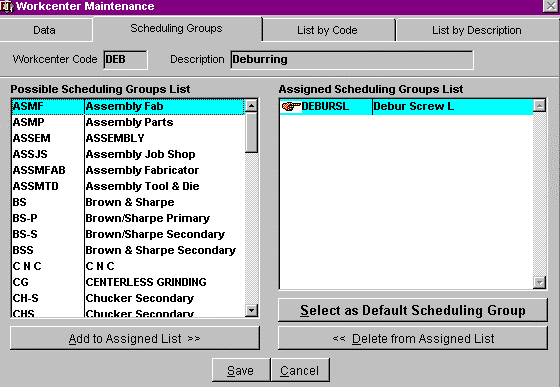 Workcenter Maintenance
Data Scheduling Groups List by Code List by Description
Workcenter Code DEB Description Deburring
Possible Scheduling Groups List
ASMF Assembly Fab
ASMP Assembly Parts
ASSEM ASSEMBLY
ASSJS Assembly Job Shop
ASSMFAB Assembly Fabricator
ASSMTD Assembly Tool & Die
BS Brown & Sharpe
BS-P Brown/Sharpe Primary
BS-S Brown/Sharpe Secondary
BSS Brown & Sharpe Secondary
C N C C N C
CG CENTERLESS GRINDING
CH-S Chucker Secondary
CHS Chucker Secondary
Add to Assigned List >>
Assigned Scheduling Groups List
DEBURSL Debur Screw L
Select as Default Scheduling Group
<< Delete from Assigned List
Save Cancel